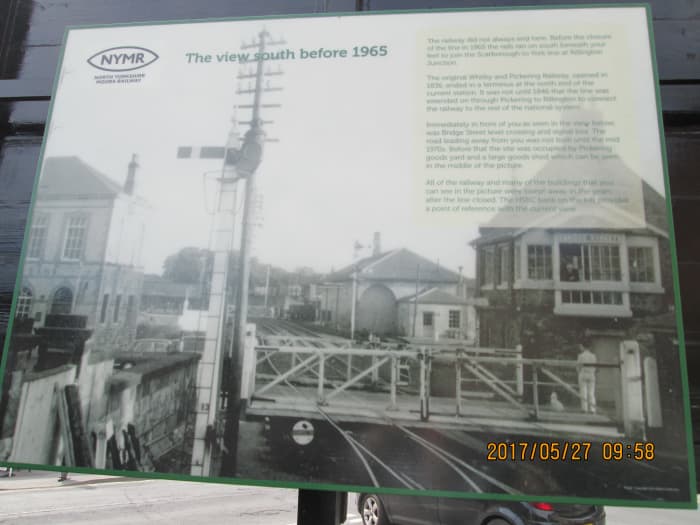 NYMR
NORTH YORKSHIRE
MOORS RAILWAY
The view south before 1965
The railway did not always end here. Before the closure
of the line in 1965 the rails ran on south beneath your
feet to join the Scarborough to York line at Rillington
Junction.
The original Whitby and Pickering Railway, opened in
1836, ended in a terminus at the north end of the
current station. It was not until 1845 that the line was
extended on through Pickering to Rillington to connect
the railway to the rest of the national system.
Immediately in front of you as seen in the view below,
was Bridge Street level crossing and signal box. The
road leading away from you was not built until the mid
1970s. Before that the site was occupied by Pickering
goods yard and a large goods shed which can be seen
in the middle of the picture.
All of the railway and many of the buildings that you
can see in the picture were swept away in the years
after the line closed. The HSBC bank on the left provides
a point of reference with the current view.
2017/05/27 09:58